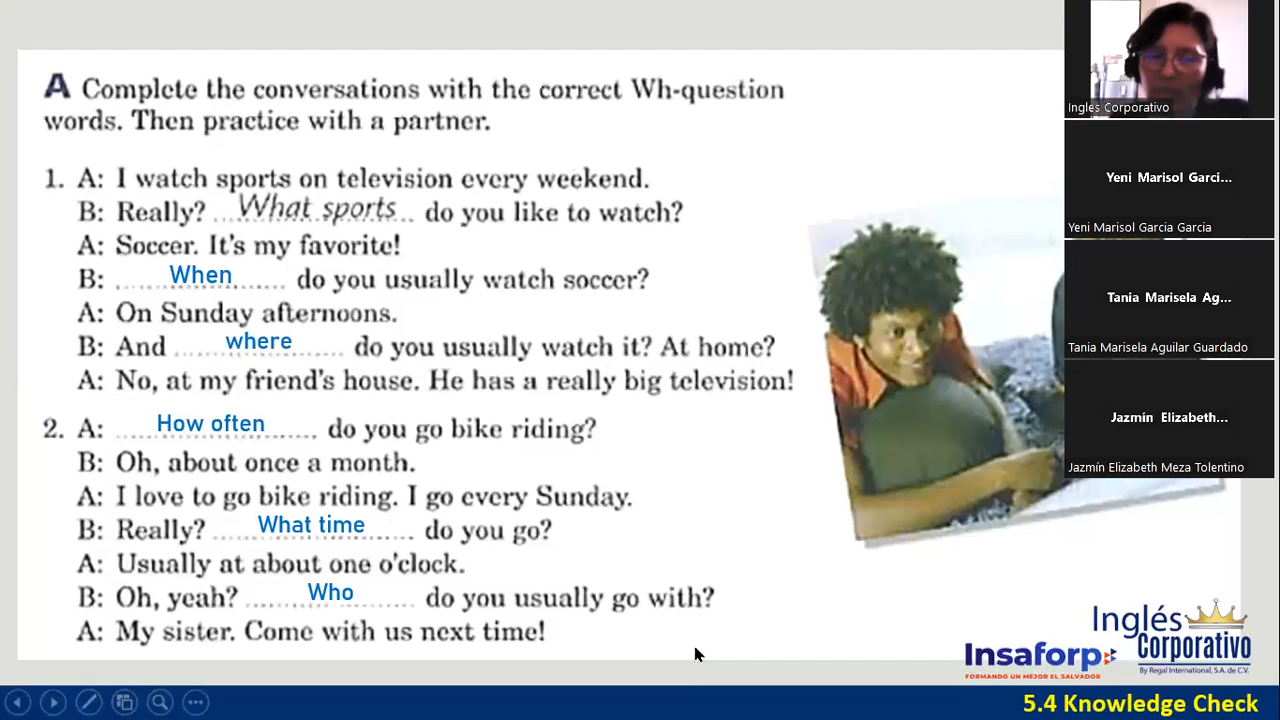 A Complete the conversations with the correct Wh-question
words. Then practice with a partner.
1. A: I watch sports on television every weekend.
B: Really? What sports do you like to watch?
A: Soccer. It's my favorite!
B: When do you usually watch soccer?
A: On Sunday afternoons.
B: And where do you usually watch it? At home?
A: No, at my friend's house. He has a really big television!
2. A: How often do you go bike riding?
B: Oh, about once a month.
A: I love to go bike riding. I go every Sunday.
B: Really? What time do you go?
A: Usually at about one o'clock.
B: Oh, yeah? Who do you usually go with?
A: My sister. Come with us next time!
Inglés Corporativo
Yeni Marisol Garci...
Yeni Marisol Garcia Garcia
Tania Marisela Ag...
Tania Marisela Aguilar Guardado
Jazmín Elizabeth...
Jazmín Elizabeth Meza Tolentino
Insaforp
FORMANDO UN MEJOR EL SALVADOR
Inglés
Corporativo
By Regal International, S.A. de C.V.
5.4 Knowledge Check